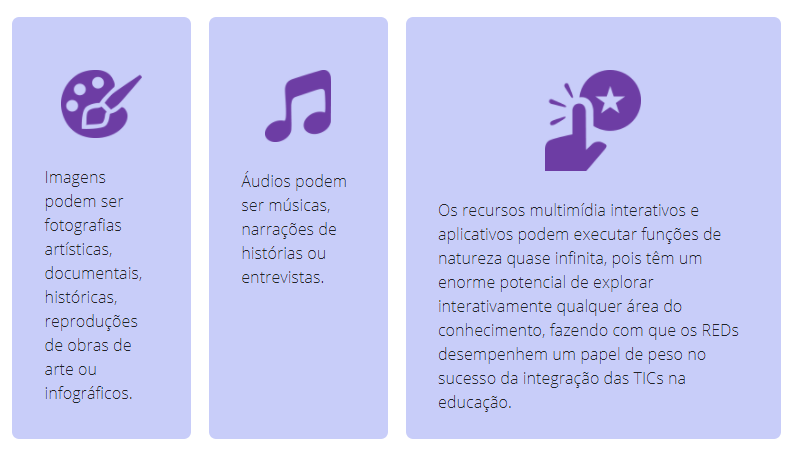 Imagens
podem ser
fotografias
artísticas,
documentais,
históricas,
reproduções
de obras de
arte ou
infográficos.
Áudios podem
ser músicas,
narrações de
histórias ou
entrevistas.
Os recursos multimídia interativos e
aplicativos podem executar funções de
natureza quase infinita, pois têm um
enorme potencial de explorar
interativamente qualquer área do
conhecimento, fazendo com que os REDs
desempenhem um papel de peso no
sucesso da integração das TICs na
educação.